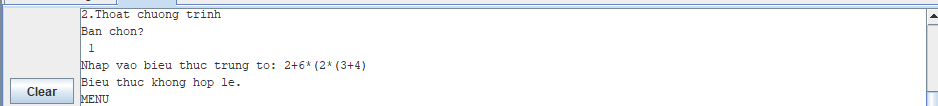 2.Thoat chuong trinh
Ban chon?
1
Nhap vao bieu thuc trung to: 2+6*(2*(3+4)
Bieu thuc khong hop le.
Clear
MENU